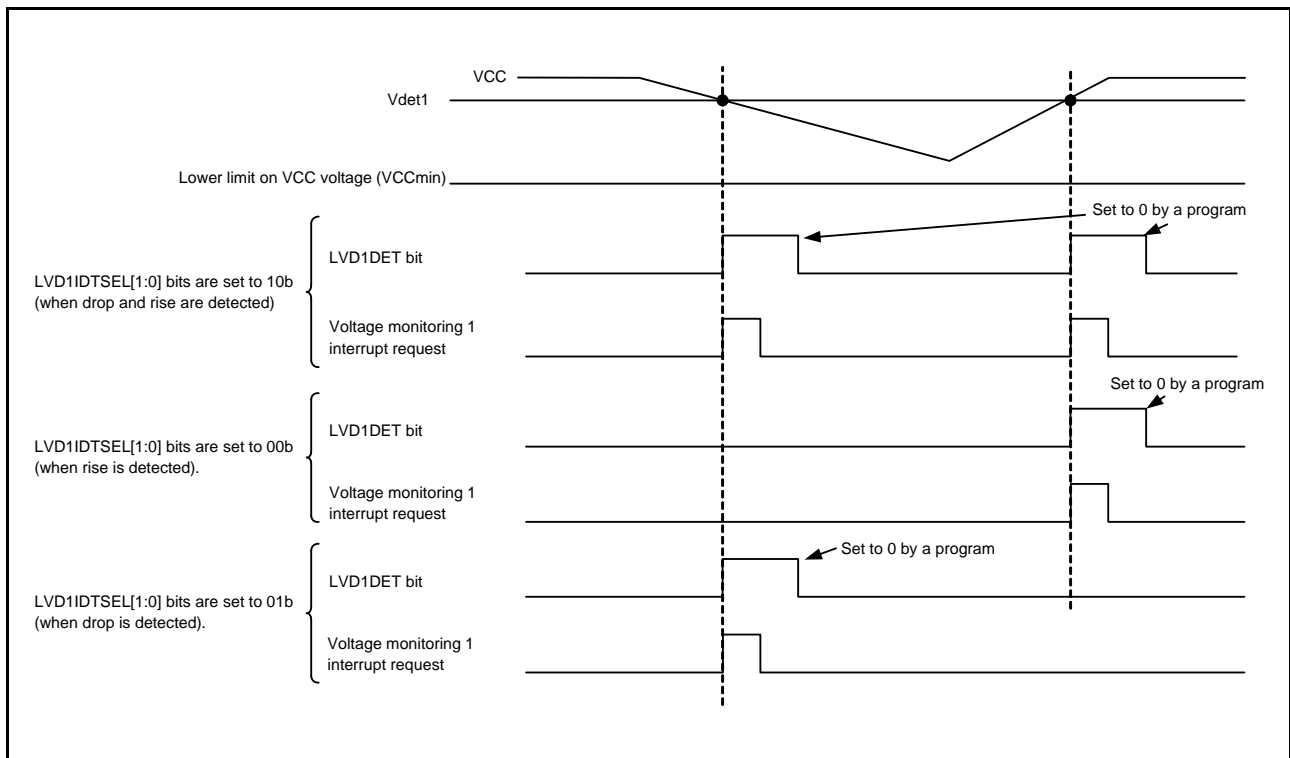 VCC
Vdet1
Lower limit on VCC voltage (VCCmin)
Set to 0 by a program
LVD1IDTSEL[1:0] bits are set to 10b
(when drop and rise are detected)
LVD1DET bit
Voltage monitoring 1
interrupt request
Set to 0 by a program
LVD1IDTSEL[1:0] bits are set to 00b
(when rise is detected).
LVD1DET bit
Voltage monitoring 1
interrupt request
Set to 0 by a program
LVD1IDTSEL[1:0] bits are set to 01b
(when drop is detected).
LVD1DET bit
Voltage monitoring 1
interrupt request